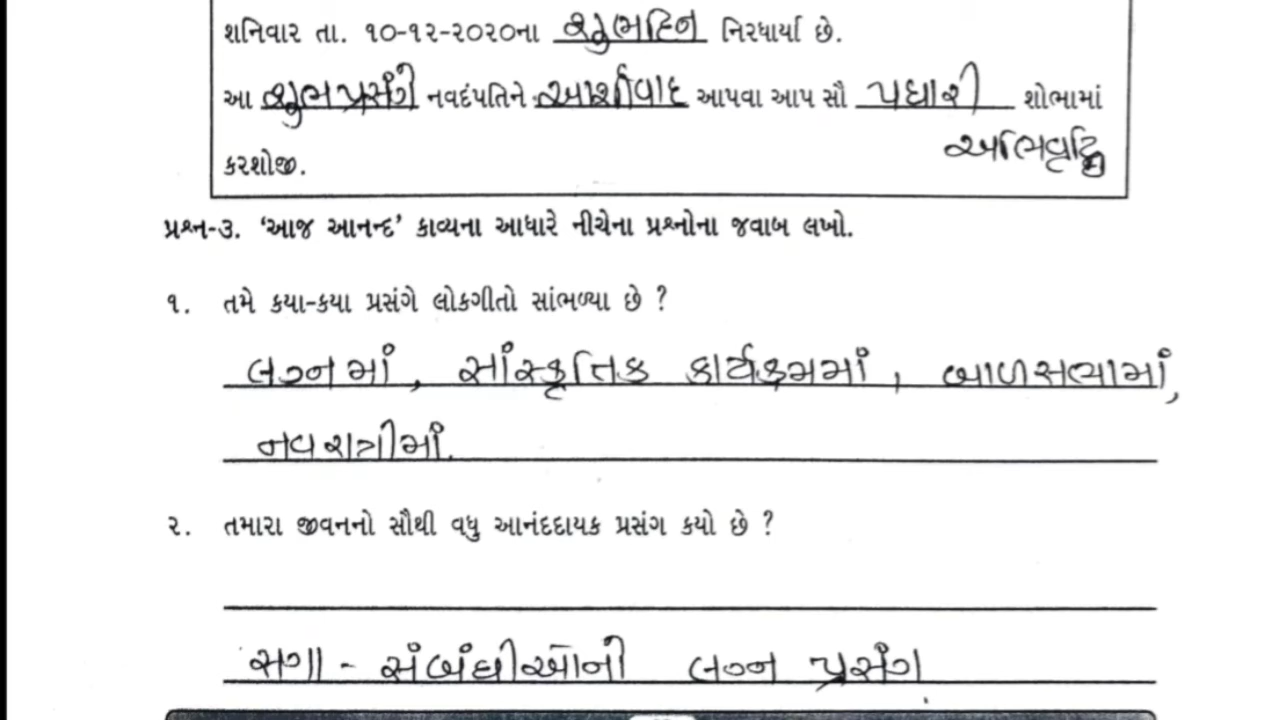 શનિવાર તા. ૧૦-૧૨-૨૦૨૦ના શુભદિન નિરધાર્યા છે.
આ શુભપ્રસંગે નવદંપતિને આર્શીવાદ આપવા આપ સૌ પધારી શોભામાં
અભિવૃદ્ધિ
કરશોજી.
પ્રશ્ન-૩. ‘આજ આનન્દ’ કાવ્યના આધારે નીચેના પ્રશ્નોના જવાબ લખો.
૧. તમે કયા-કયા પ્રસંગે લોકગીતો સાંભળ્યા છે ?
લગ્નમાં, સાંસ્કૃતિક કાર્યક્રમમાં, બાળસભામાં,
નવરાત્રીમાં.
૨. તમારા જીવનનો સૌથી વધુ આનંદદાયક પ્રસંગ કયો છે ?
સગા - સંબંધીઓની લગ્ન પ્રસંગ